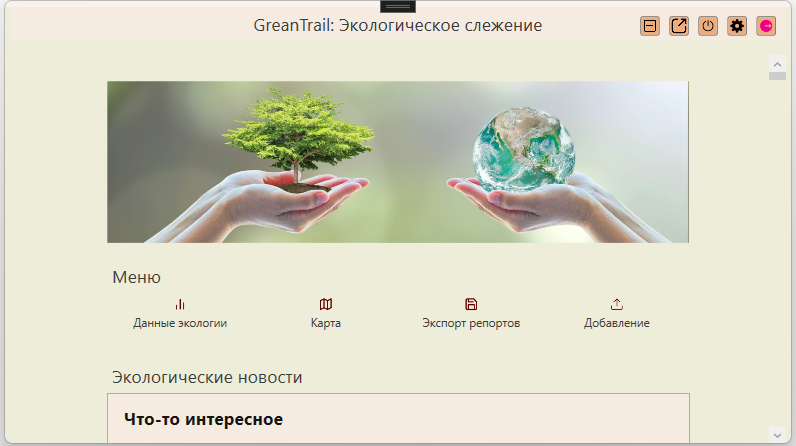 GreanTrail: Экологическое слежение
Меню
Данные экологии
Карта
Экспорт репортов
Добавление
Экологические новости
Что-то интересное